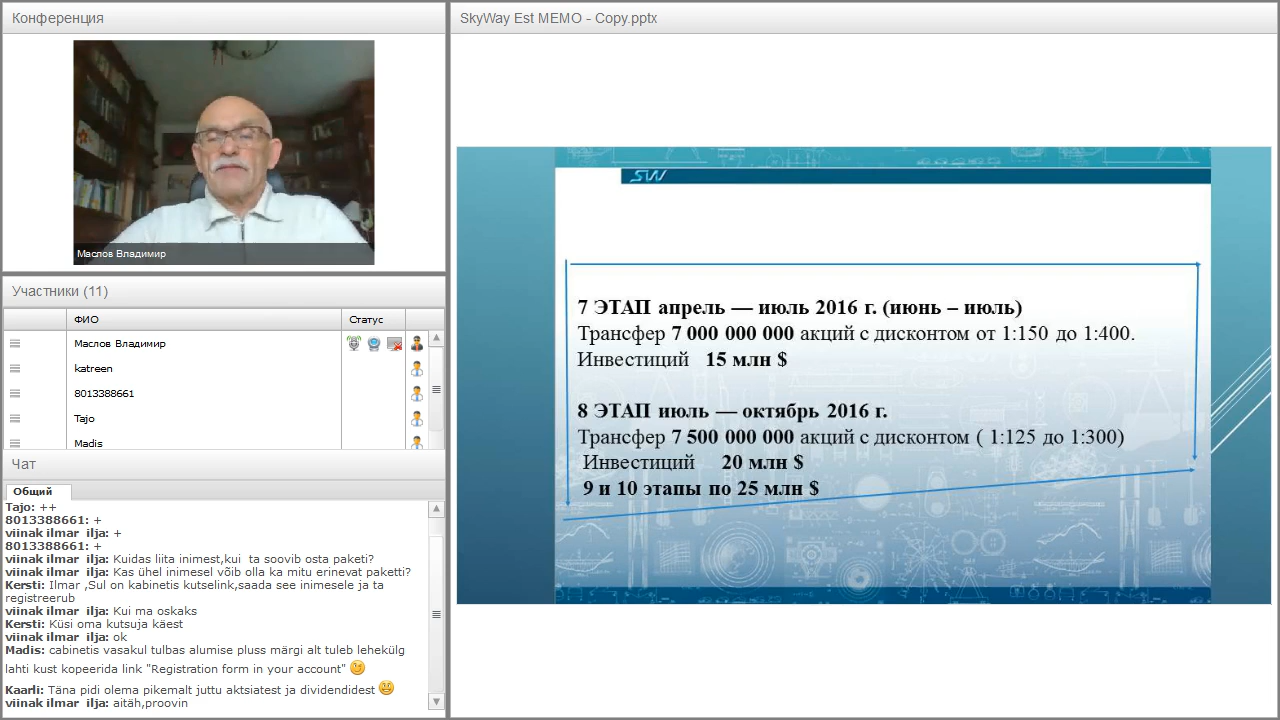 Конференция
Маслов Владимир
Участники (11)
ФИО
Статус
Маслов Владимир
katreen
8013388661
Tajo
Madis
Чат
Общий
Tajo: ++
8013388661: +
viinak ilmar ilja: +
8013388661: +
viinak ilmar ilja: Kuidas liita inimest,kui ta soovib osta paketi?
viinak ilmar ilja: Kas ühel inimesel võib olla ka mitu erinevat paketti?
Kersti: Ilmar ,Sul on kabinetis kutselink,saada see inimesele ja ta
registreerub
viinak ilmar ilja: Kui ma oskaks
Kersti: Küsi oma kutsuja käest
viinak ilmar ilja: ok
Madis: cabinetis vasakul tulbas alumise pluss märgi alt tuleb lehekülg
lahti kust kopeerida link "Registration form in your account"
Kaarli: Täna pidi olema pikemalt juttu aktsiatest ja dividendidest
viinak ilmar ilja: aitäh,proovin
SkyWay Est MEMO - Copy.pptx
SW
7 ЭТАП апрель — июль 2016 г. (июнь – июль)
Трансфер 7 000 000 000 акций с дисконтом от 1:150 до 1:400.
Инвестиций 15 млн $
8 ЭТАП июль — октябрь 2016 г.
Трансфер 7 500 000 000 акций с дисконтом ( 1:125 до 1:300)
Инвестиций 20 млн $
9 и 10 этапы по 25 млн $